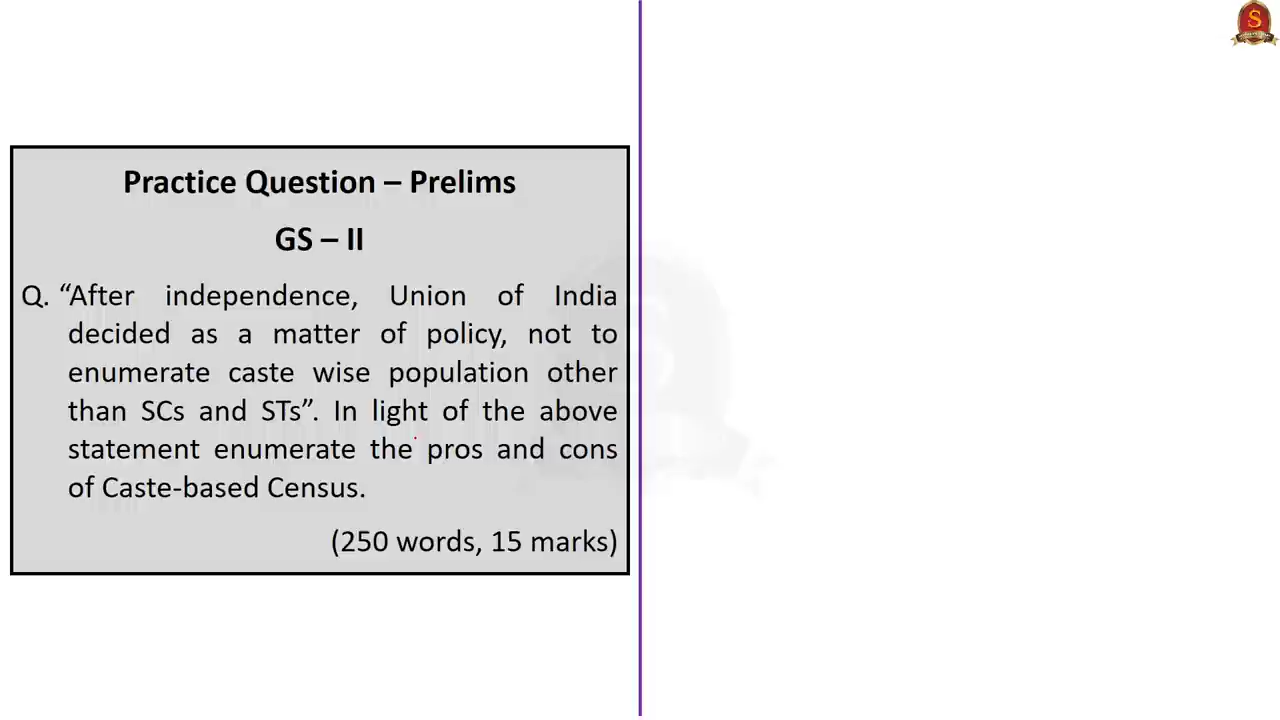 Practice Question – Prelims
GS – II
Q. “After independence, Union of India
decided as a matter of policy, not to
enumerate caste wise population other
than SCs and STs”. In light of the above
statement enumerate the pros and cons
of Caste-based Census.
(250 words, 15 marks)
S